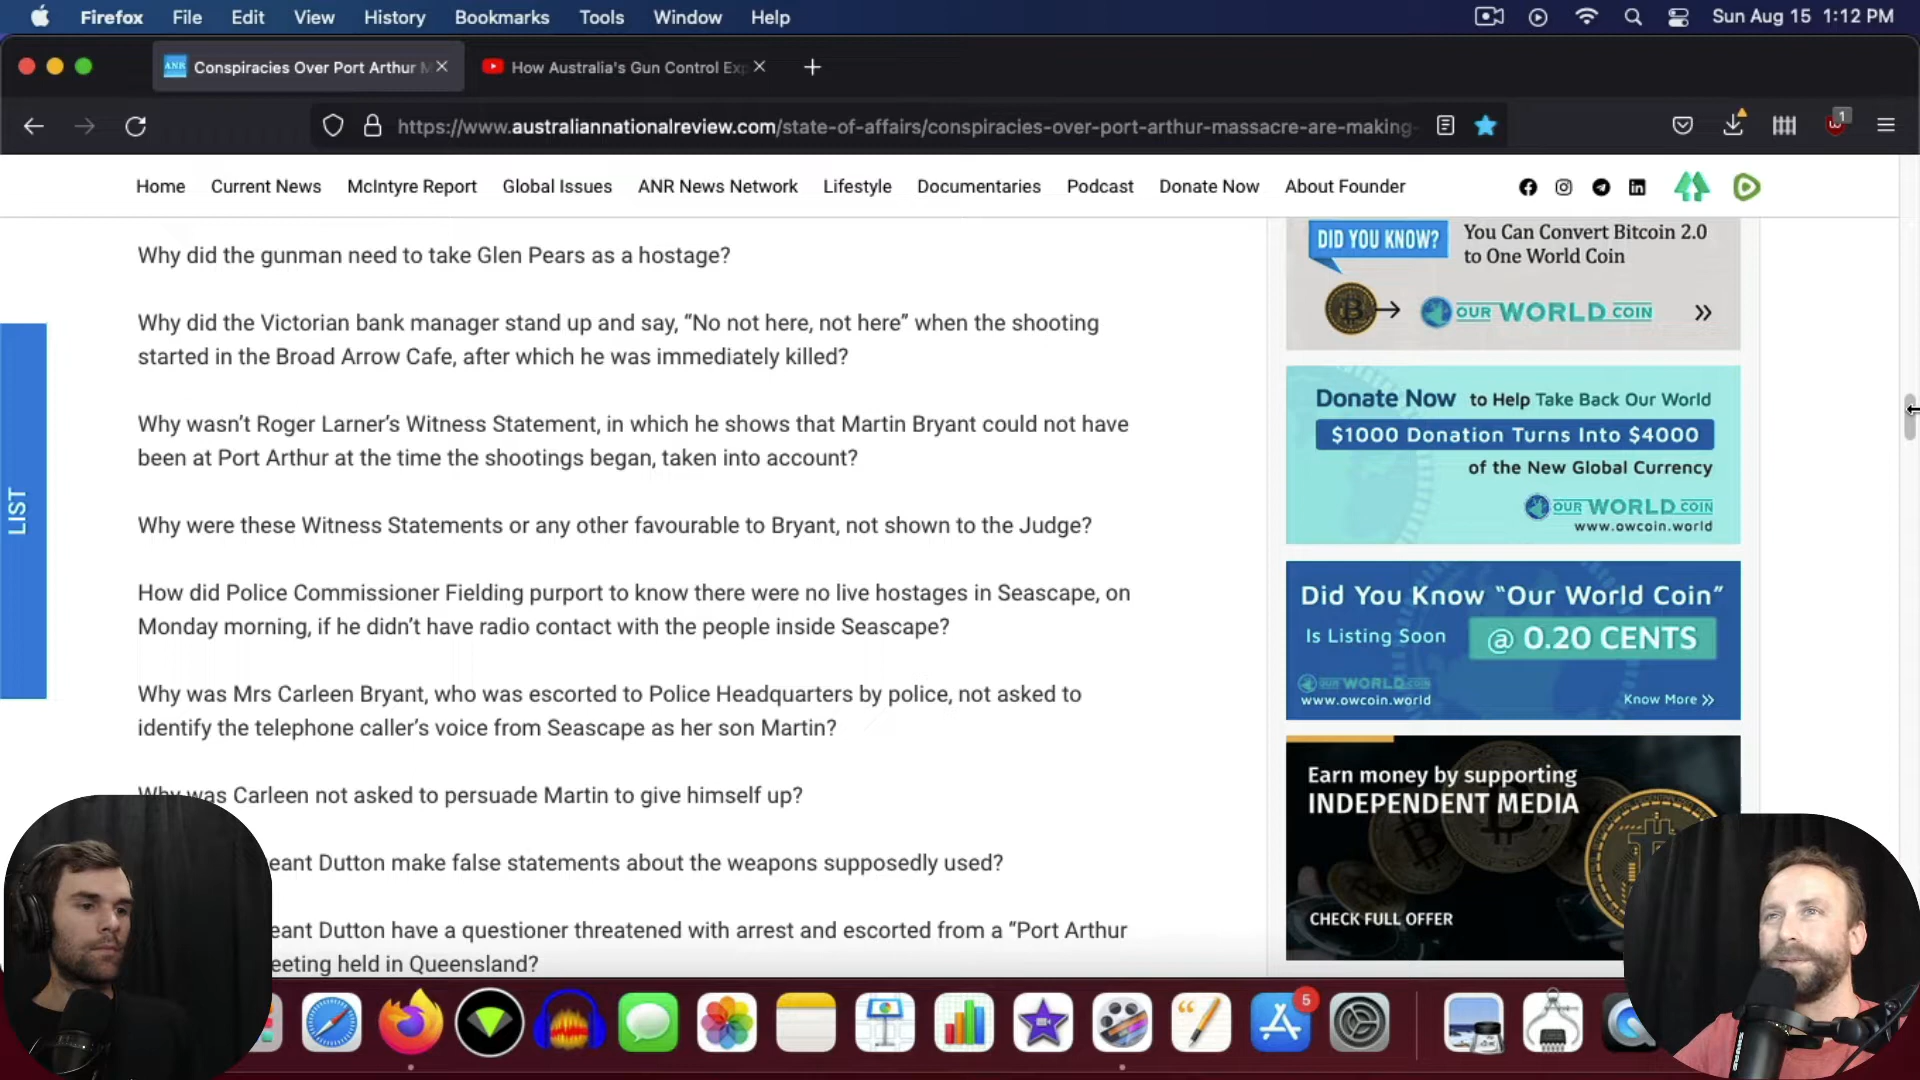 Firefox File Edit View History Bookmarks Tools Window Help Sun Aug 15 1:12 PM
ANR Conspiracies Over Port Arthur M How Australia's Gun Control Exp
https://www.australiannationalreview.com/state-of-affairs/conspiracies-over-port-arthur-massacre-are-making- 1
Home Current News McIntyre Report Global Issues ANR News Network Lifestyle Documentaries Podcast Donate Now About Founder
Why did the gunman need to take Glen Pears as a hostage?
Why did the Victorian bank manager stand up and say, “No not here, not here” when the shooting
started in the Broad Arrow Cafe, after which he was immediately killed?
Why wasn’t Roger Larner’s Witness Statement, in which he shows that Martin Bryant could not have
been at Port Arthur at the time the shootings began, taken into account?
Why were these Witness Statements or any other favourable to Bryant, not shown to the Judge?
How did Police Commissioner Fielding purport to know there were no live hostages in Seascape, on
Monday morning, if he didn’t have radio contact with the people inside Seascape?
Why was Mrs Carleen Bryant, who was escorted to Police Headquarters by police, not asked to
identify the telephone caller’s voice from Seascape as her son Martin?
Why was Carleen not asked to persuade Martin to give himself up?
eant Dutton make false statements about the weapons supposedly used?
eant Dutton have a questioner threatened with arrest and escorted from a “Port Arthur
eeting held in Queensland?
LIST
DID YOU KNOW?
You Can Convert Bitcoin 2.0
to One World Coin
OUR WORLD COIN
Donate Now to Help Take Back Our World
$1000 Donation Turns Into $4000
of the New Global Currency
OUR WORLD COIN
www.owcoin.world
Did You Know “Our World Coin”
Is Listing Soon @ 0.20 CENTS
OUR WORLD COIN
www.owcoin.world Know More >>
Earn money by supporting
INDEPENDENT MEDIA
CHECK FULL OFFER
5